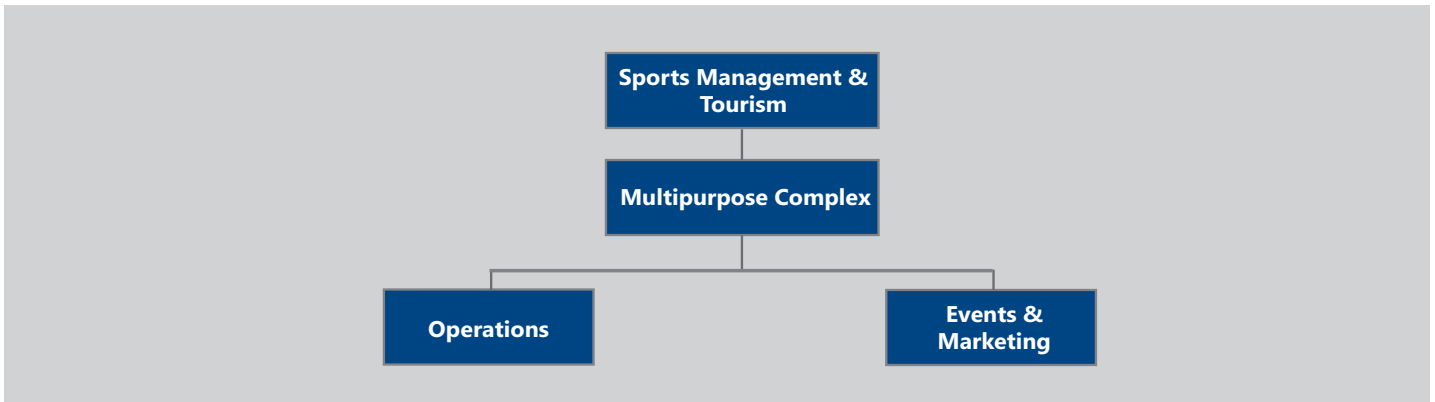 Sports Management &
Tourism
Multipurpose Complex
Operations
Events &
Marketing